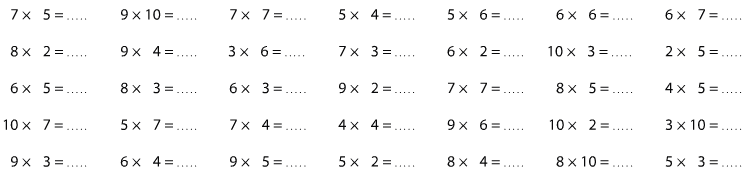 7 × 5 = ..... 9 × 10 = ..... 7 × 7 = ..... 5 × 4 = ..... 5 × 6 = ..... 6 × 6 = ..... 6 × 7 = .....
8 × 2 = ..... 9 × 4 = ..... 3 × 6 = ..... 7 × 3 = ..... 6 × 2 = ..... 10 × 3 = ..... 2 × 5 = .....
6 × 5 = ..... 8 × 3 = ..... 6 × 3 = ..... 9 × 2 = ..... 7 × 7 = ..... 8 × 5 = ..... 4 × 5 = .....
10 × 7 = ..... 5 × 7 = ..... 7 × 4 = ..... 4 × 4 = ..... 9 × 6 = ..... 10 × 2 = ..... 3 × 10 = .....
9 × 3 = ..... 6 × 4 = ..... 9 × 5 = ..... 5 × 2 = ..... 8 × 4 = ..... 8 × 10 = ..... 5 × 3 = .....